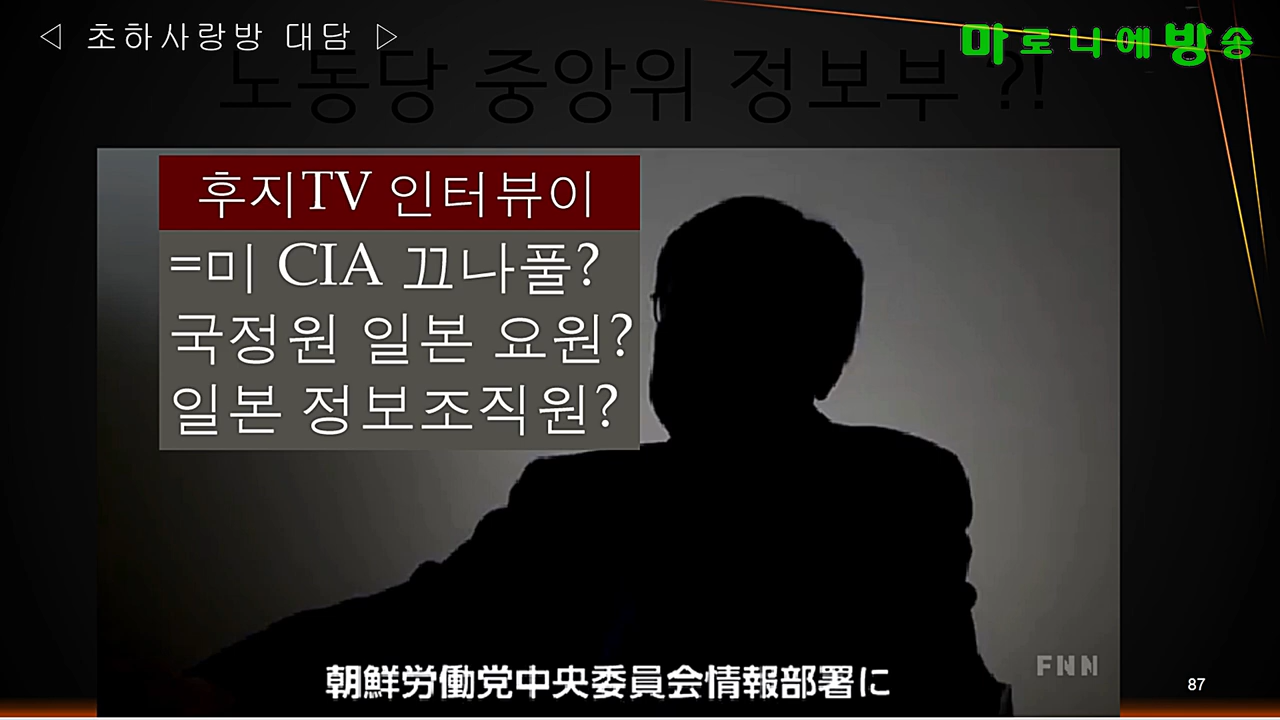 ◁ 초하사랑방 대담 ▷
마로니에방송
노동당 중앙위 정보부 ?!
후지TV 인터뷰이
=미 CIA 끄나풀?
국정원 일본 요원?
일본 정보조직원?
FNN
朝鮮労働党中央委員会情報部署に
87